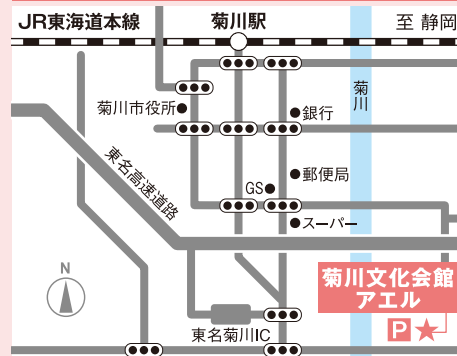 JR東海道本線
菊川駅
至 静岡
菊川市役所
菊川
銀行
東名高速道路
郵便局
GS
スーパー
N
菊川文化会館
アエル
P
東名菊川IC